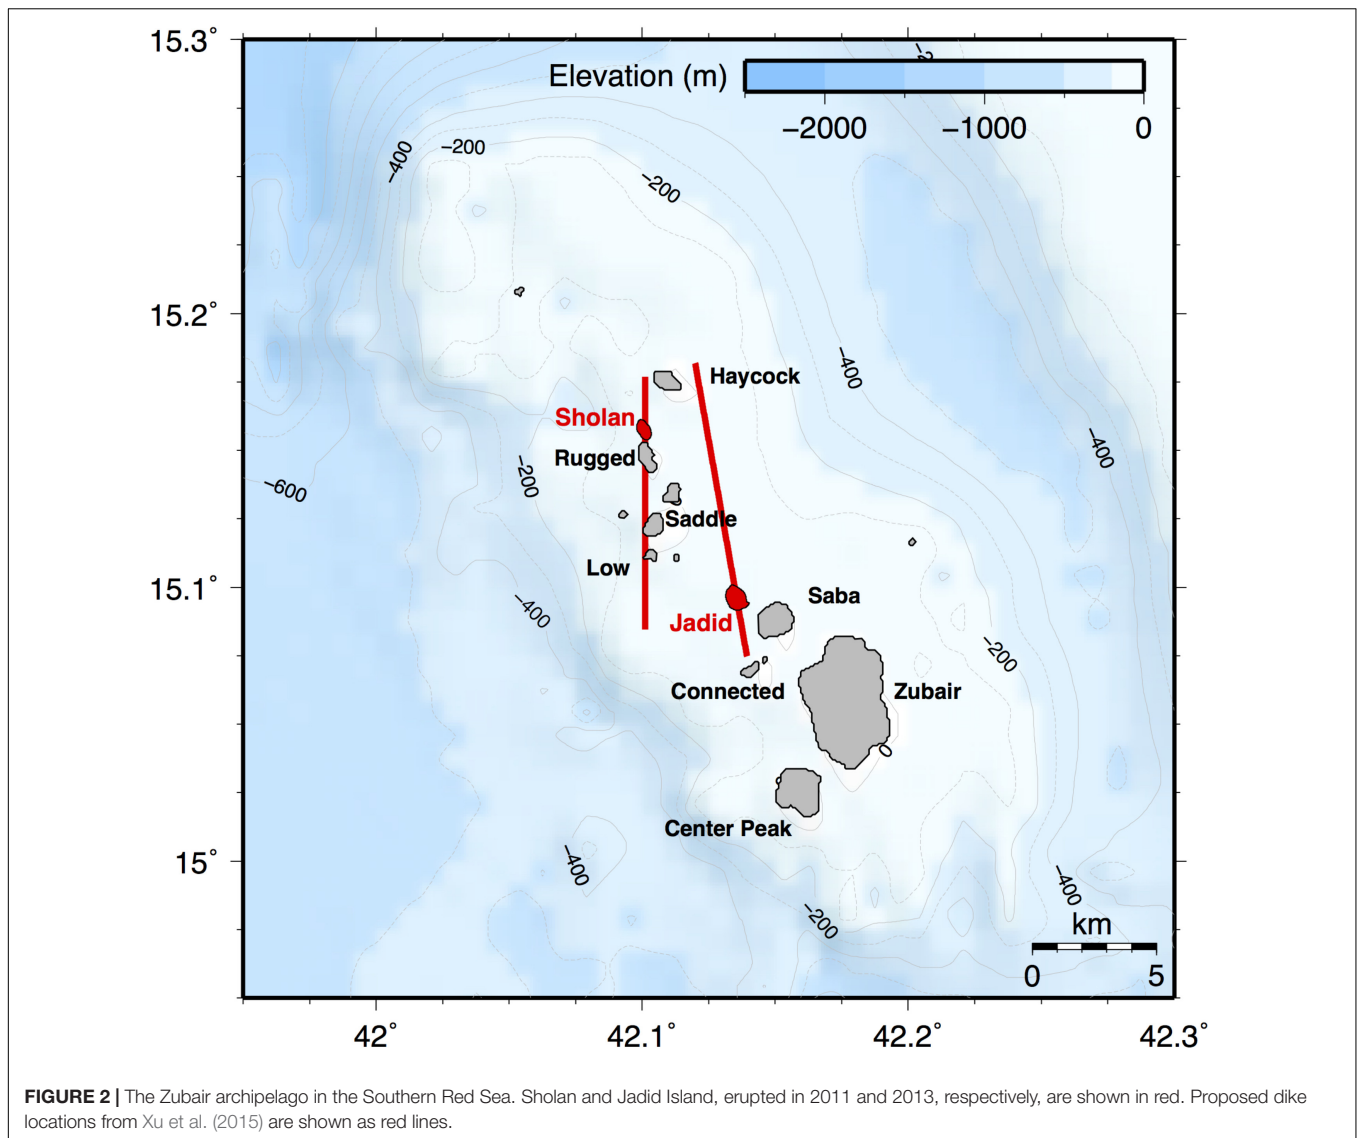 15.3°
Elevation (m)
−2000 −1000 0
−2
−400
−200
−200
15.2°
−400
Haycock
Sholan
Rugged
−200
−400
−600
Saddle
Low
15.1°
Saba
−400
Jadid
−200
Connected
Zubair
Center Peak
15°
−400
−400
−200
km
0 5
42° 42.1° 42.2° 42.3°
FIGURE 2 | The Zubair archipelago in the Southern Red Sea. Sholan and Jadid Island, erupted in 2011 and 2013, respectively, are shown in red. Proposed dike
locations from Xu et al. (2015) are shown as red lines.